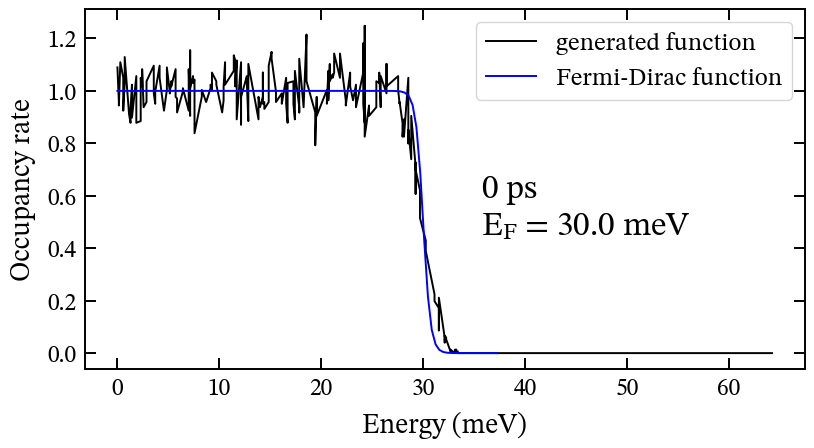 generated function
Fermi-Dirac function
0 ps
E_F = 30.0 meV
Occupancy rate
1.2
1.0
0.8
0.6
0.4
0.2
0.0
0 10 20 30 40 50 60
Energy (meV)